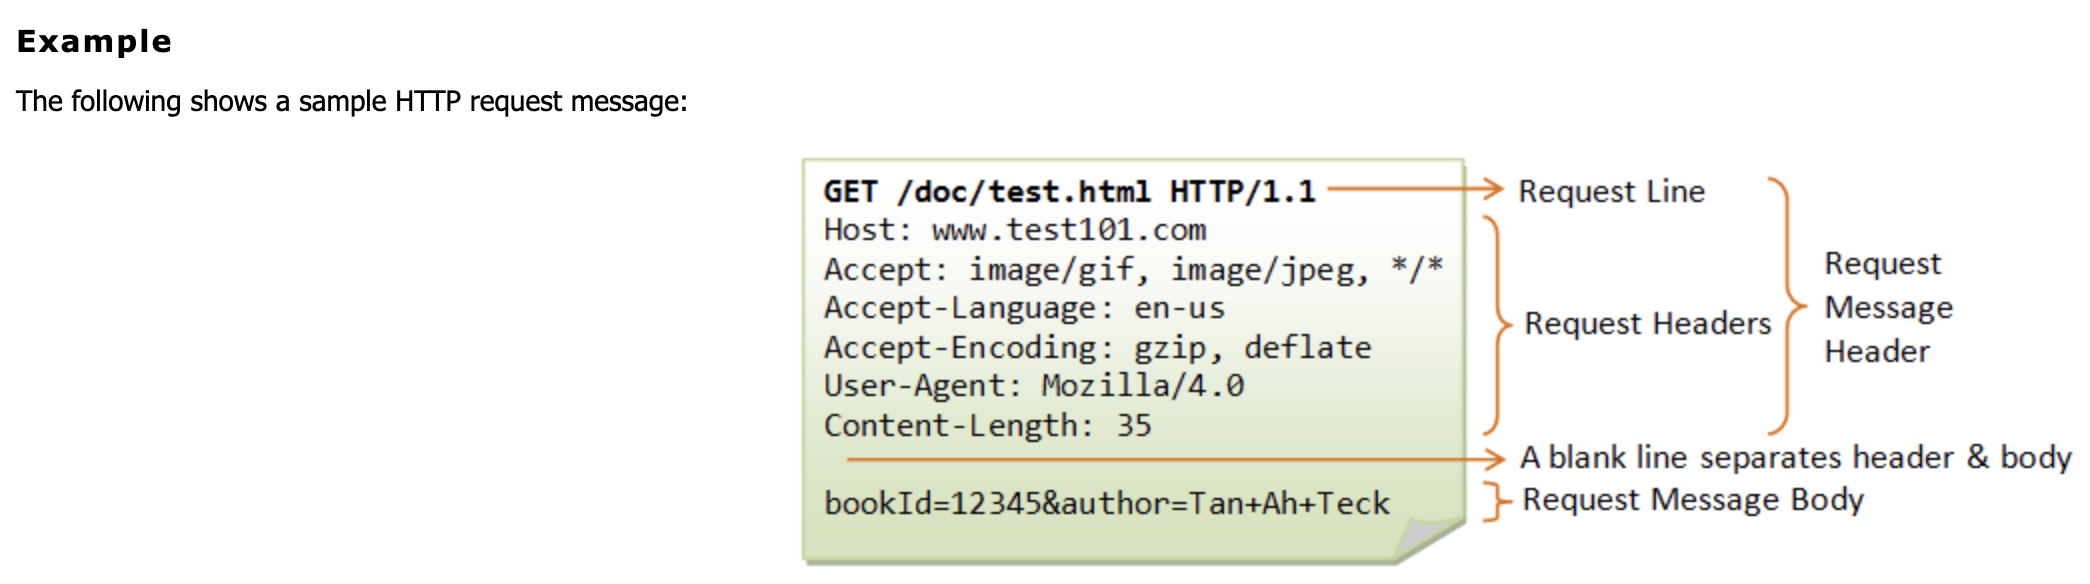 Example
The following shows a sample HTTP request message:
GET /doc/test.html HTTP/1.1
Request Line
Host: www.test101.com
Accept: image/gif, image/jpeg, */*
Accept-Language: en-us
Accept-Encoding: gzip, deflate
User-Agent: Mozilla/4.0
Content-Length: 35
Request Headers
Request
Message
Header
A blank line separates header & body
bookId=12345&author=Tan+Ah+Teck
Request Message Body